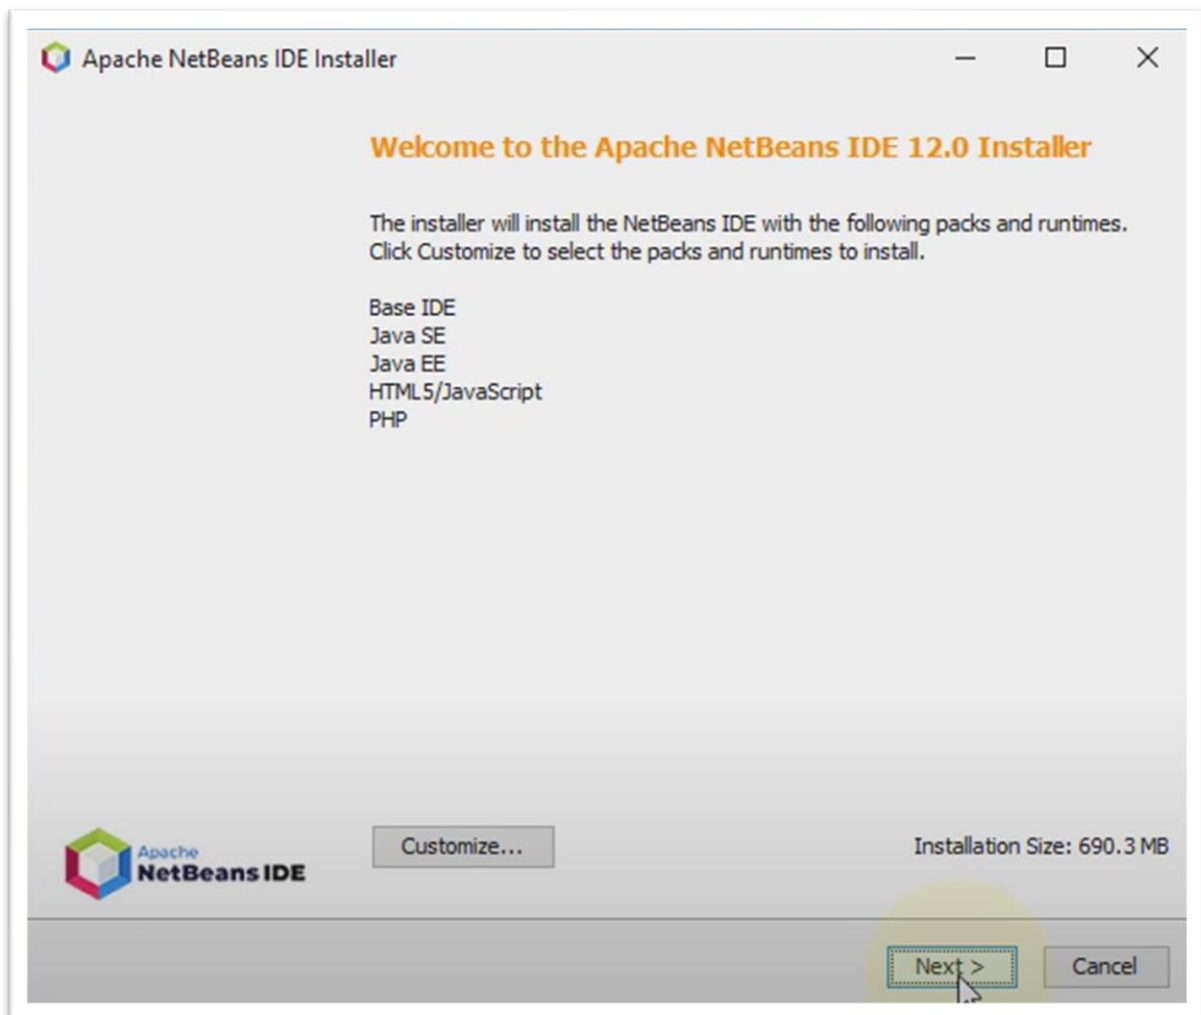 Apache NetBeans IDE Installer
Welcome to the Apache NetBeans IDE 12.0 Installer
The installer will install the NetBeans IDE with the following packs and runtimes.
Click Customize to select the packs and runtimes to install.
Base IDE
Java SE
Java EE
HTML5/JavaScript
PHP
Apache
NetBeans IDE
Customize...
Installation Size: 690.3 MB
Next >
Cancel